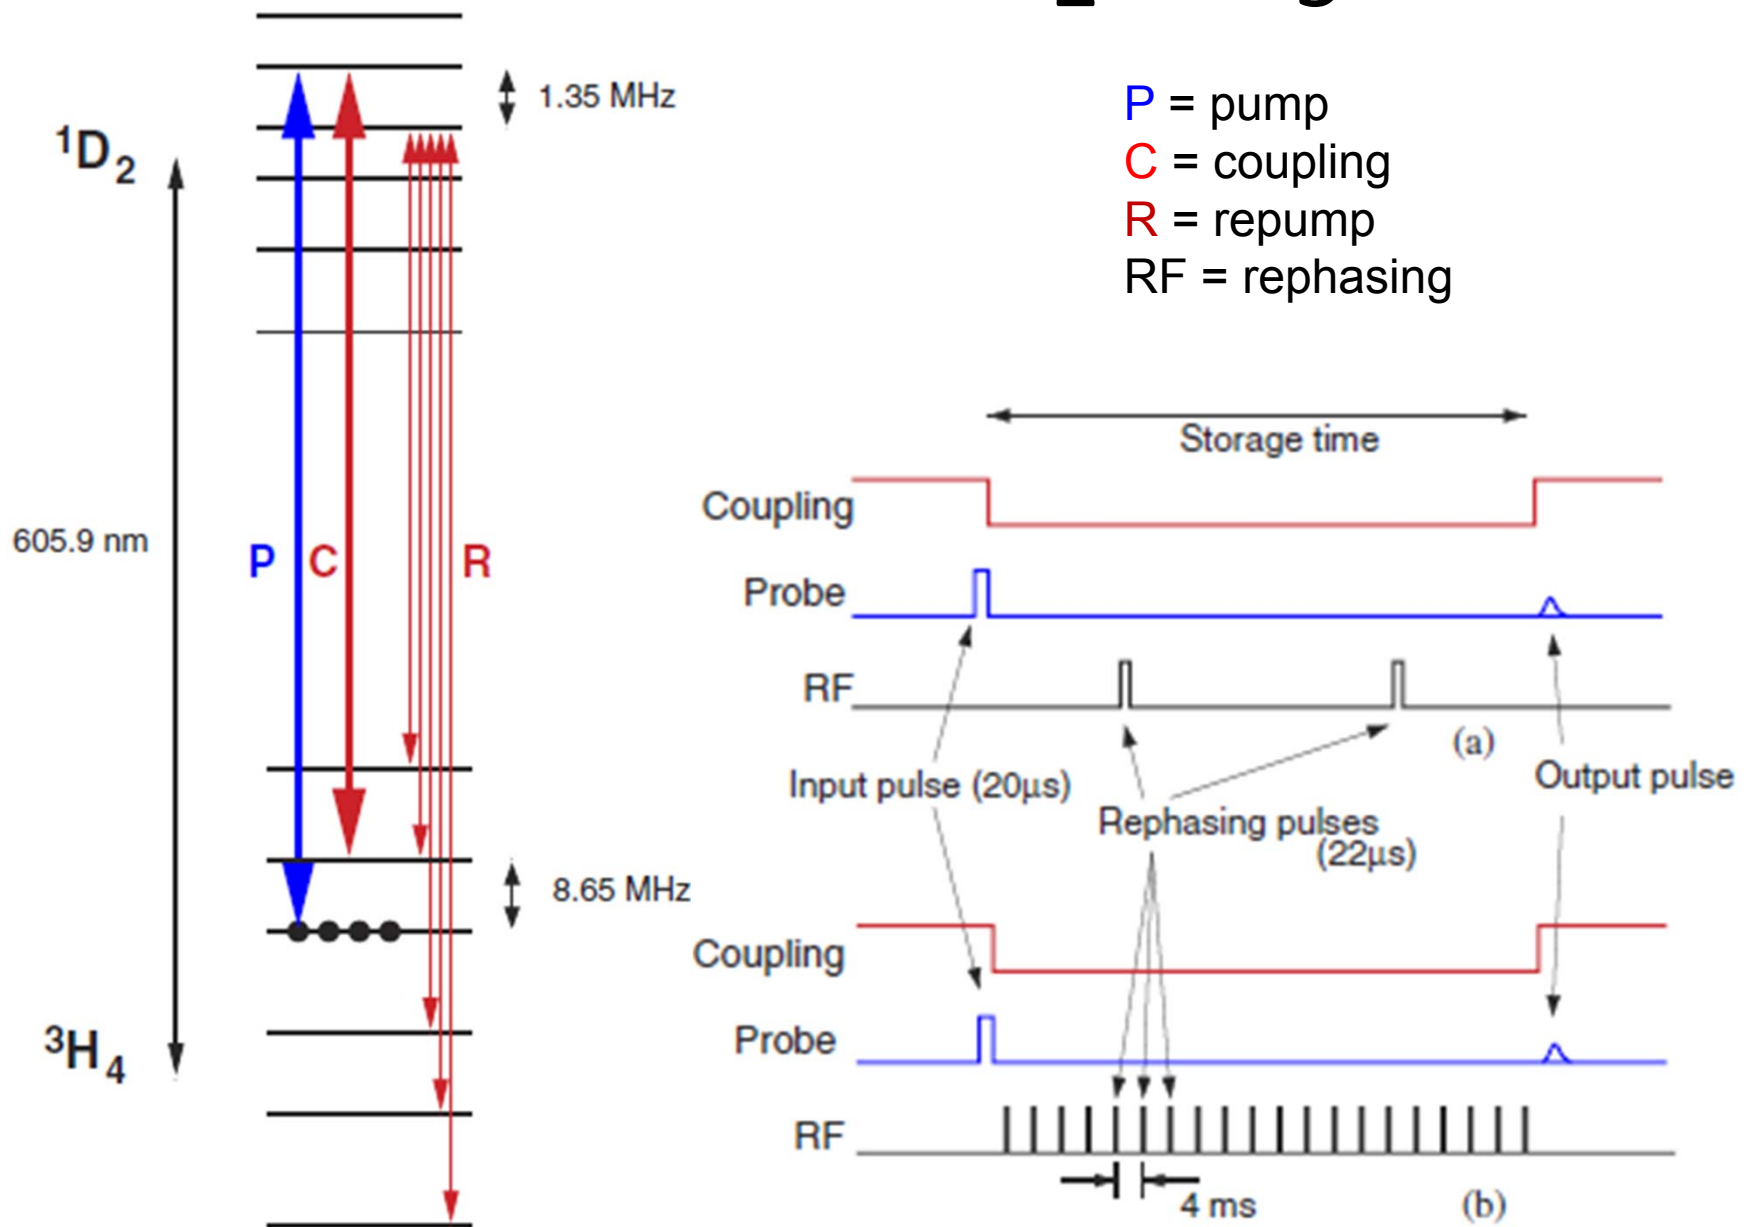 1.35 MHz
¹D₂
605.9 nm
P C R
8.65 MHz
³H₄
P = pump
C = coupling
R = repump
RF = rephasing
Storage time
Coupling
Probe
RF
(a)
Input pulse (20μs)
Rephasing pulses
(22μs)
Output pulse
Coupling
Probe
RF
4 ms
(b)